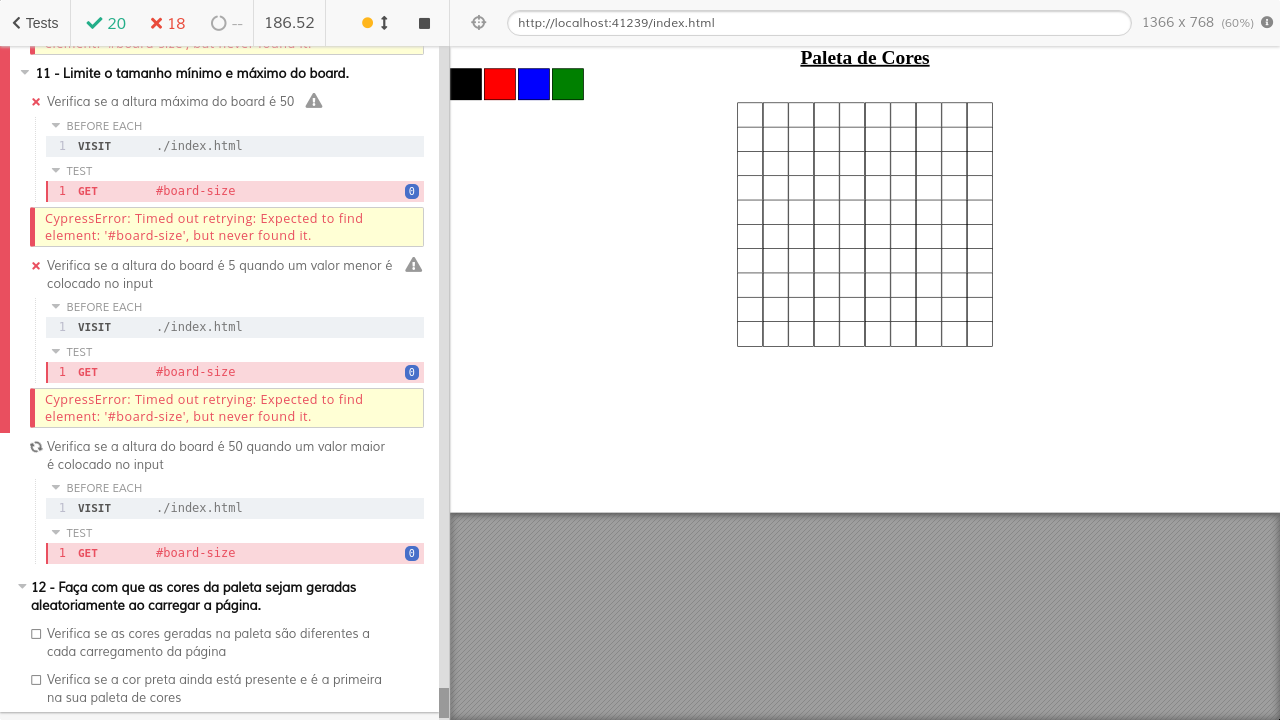 Tests
20
18
--
186.52
http://localhost:41239/index.html
1366 x 768 (60%)
element: '#board-size', but never found it.
11 - Limite o tamanho mínimo e máximo do board.
Verifica se a altura máxima do board é 50
BEFORE EACH
1 VISIT ./index.html
TEST
1 GET #board-size 0
CypressError: Timed out retrying: Expected to find
element: '#board-size', but never found it.
Verifica se a altura do board é 5 quando um valor menor é
colocado no input
BEFORE EACH
1 VISIT ./index.html
TEST
1 GET #board-size 0
CypressError: Timed out retrying: Expected to find
element: '#board-size', but never found it.
Verifica se a altura do board é 50 quando um valor maior
é colocado no input
BEFORE EACH
1 VISIT ./index.html
TEST
1 GET #board-size 0
12 - Faça com que as cores da paleta sejam geradas
aleatoriamente ao carregar a página.
Verifica se as cores geradas na paleta são diferentes a
cada carregamento da página
Verifica se a cor preta ainda está presente e é a primeira
na sua paleta de cores
Paleta de Cores